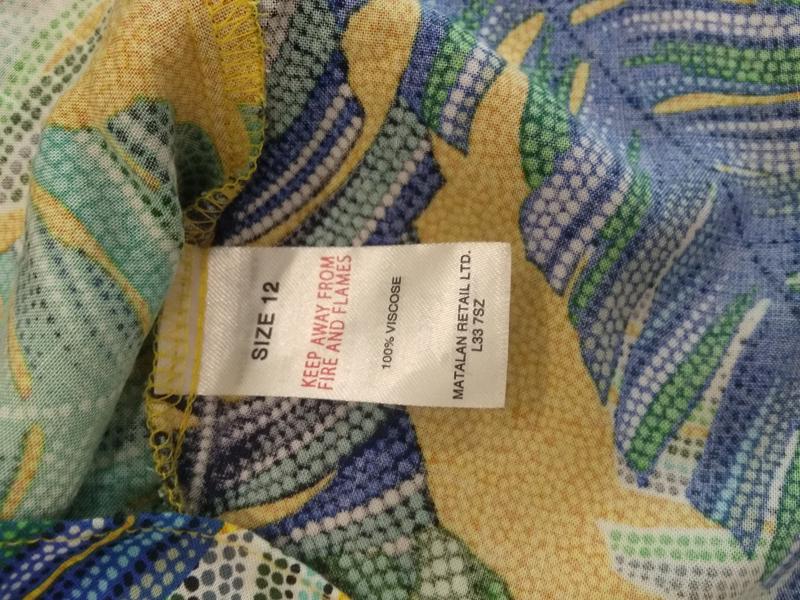 SIZE 12
KEEP AWAY FROM
FIRE AND FLAMES
100% VISCOSE
MATALAN RETAIL LTD.
L33 7SZ